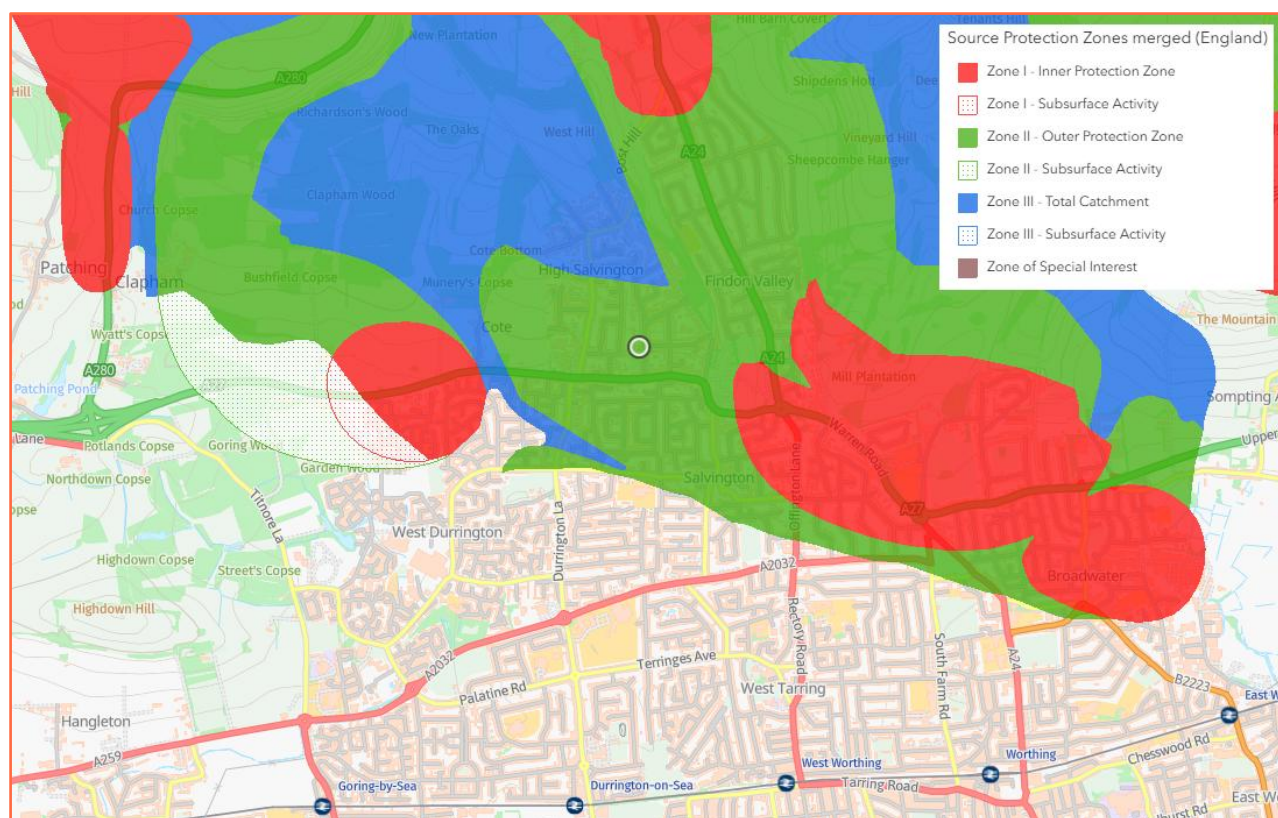 Hill Barn Covert
Tenants Hill
New Plantation
A280
Hill
Shipdens Holt
Richardson's Wood
The Oaks
West Hill
Bost Hill
A24
Vineyard Hill
Sheepcombe Hanger
Clapham Wood
Church Copse
Cote Bottom
Patching
Clapham
Bushfield Copse
Munery's Copse
High Salvington
Findon Valley
The Mountain
Wyatt's Copse
Cote
A280
A27
A24
Mill Plantation
Patching Pond
Sompting A
Lane
Potlands Copse
Goring Wo
Upper
Garden Wood
Warren Road
Northdown Copse
Salvington
Offington Lane
opse
Titnore La
A27
West Durrington
Durrington La
Highdown Copse
Street's Copse
A2032
Broadwater
Highdown Hill
Rectory Road
South Farm Rd
A24
A2032
Terringes Ave
Palatine Rd
West Tarring
B2223
Hangleton
East W
A259
West Worthing
Worthing
Chesswood Rd
Goring-by-Sea
Durrington-on-Sea
Tarring Road
East Wo
Source Protection Zones merged (England)
Zone I - Inner Protection Zone
Zone I - Subsurface Activity
Zone II - Outer Protection Zone
Zone II - Subsurface Activity
Zone III - Total Catchment
Zone III - Subsurface Activity
Zone of Special Interest